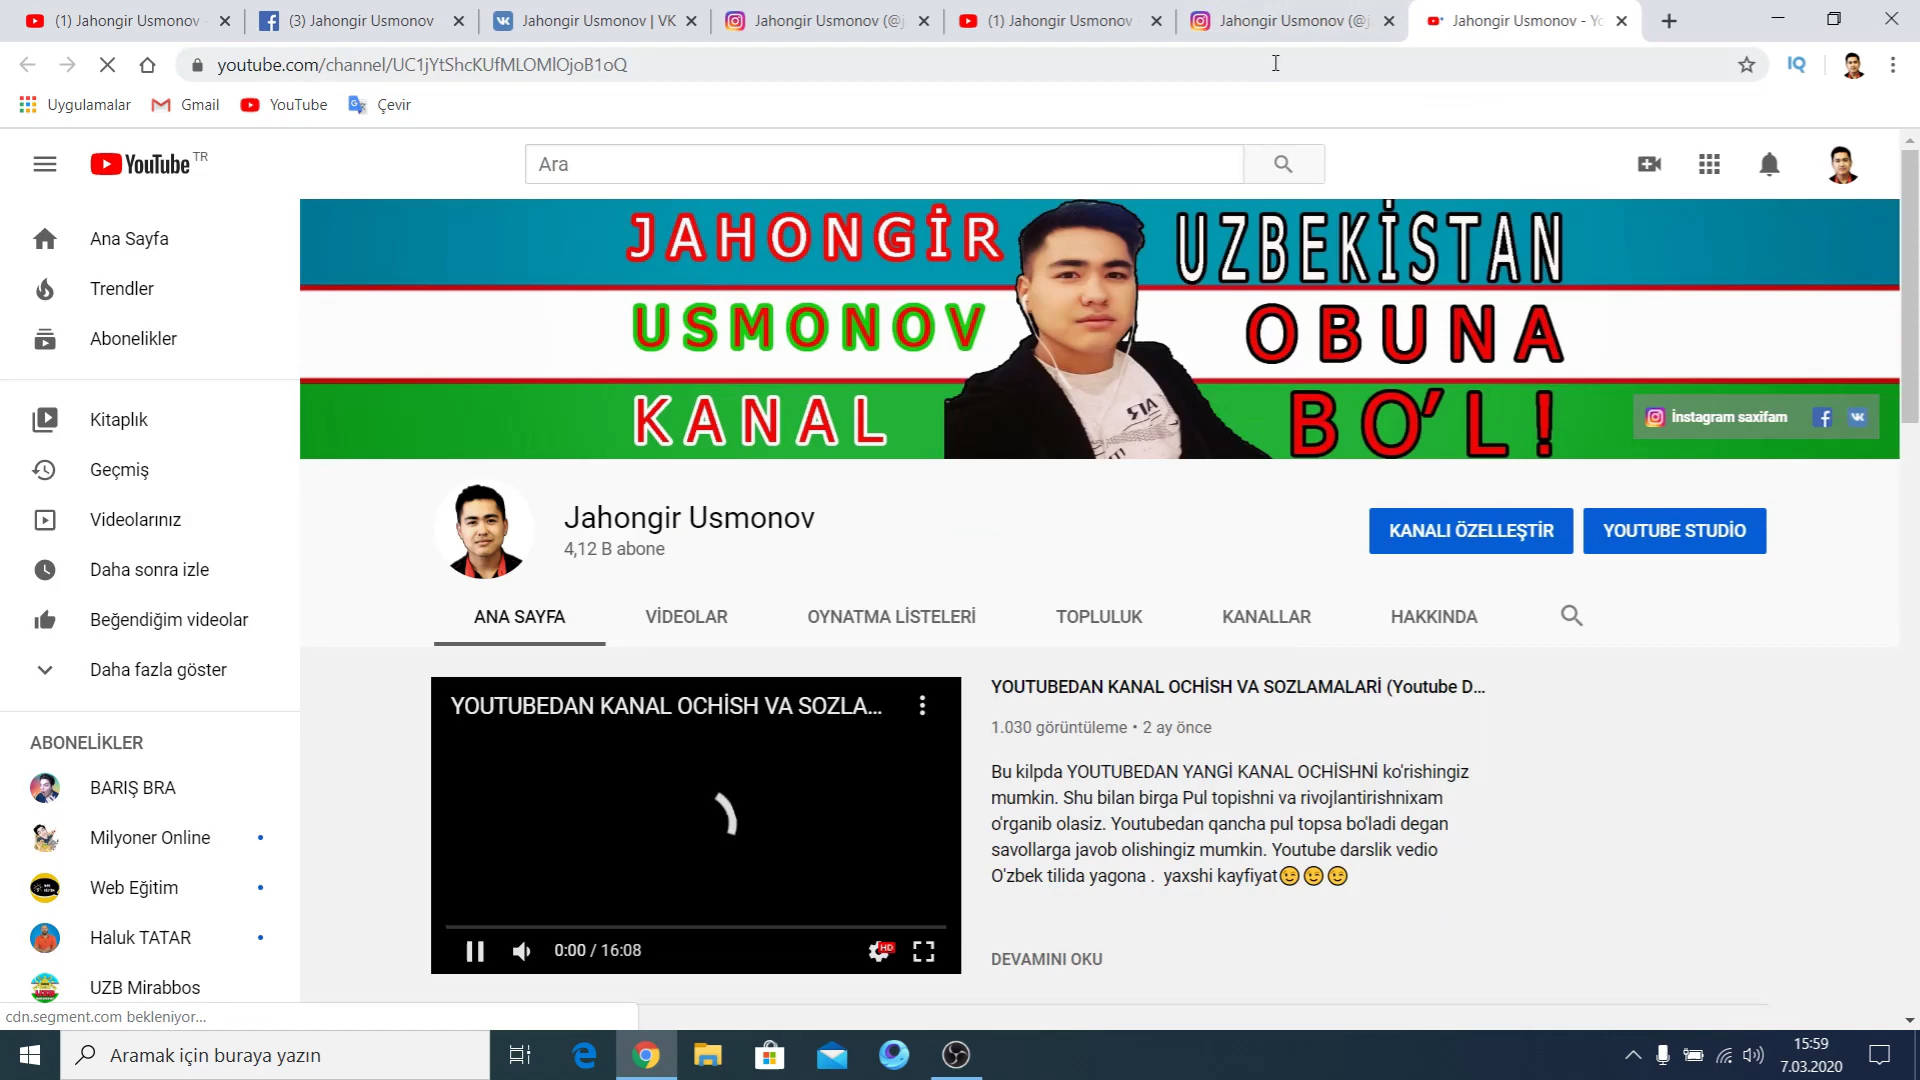 (1) Jahongir Usmonov
(3) Jahongir Usmonov
Jahongir Usmonov | VK
Jahongir Usmonov (@j
(1) Jahongir Usmonov
Jahongir Usmonov (@j
Jahongir Usmonov - Yo
youtube.com/channel/UC1jYtShcKUfMLOMlOjoB1oQ
IQ
Uygulamalar
Gmail
YouTube
Çevir
YouTube TR
Ara
Ana Sayfa
Trendler
Abonelikler
Kitaplık
Geçmiş
Videolarınız
Daha sonra izle
Beğendiğim videolar
Daha fazla göster
ABONELİKLER
BARIŞ BRA
Milyoner Online
Web Eğitim
Haluk TATAR
UZB Mirabbos
JAHONGİR
USMONOV
KANAL
UZBEKİSTAN
OBUNA
BO'L!
İnstagram saxifam
Jahongir Usmonov
4,12 B abone
KANALI ÖZELLEŞTİR
YOUTUBE STUDİO
ANA SAYFA
VİDEOLAR
OYNATMA LİSTELERİ
TOPLULUK
KANALLAR
HAKKINDA
YOUTUBEDAN KANAL OCHİSH VA SOZLA...
0:00 / 16:08
HD
YOUTUBEDAN KANAL OCHİSH VA SOZLAMALARİ (Youtube D...
1.030 görüntüleme • 2 ay önce
Bu kilpda YOUTUBEDAN YANGİ KANAL OCHİSHNİ ko'rishingiz
mumkin. Shu bilan birga Pul topishni va rivojlantirishnixam
o'rganib olasiz. Youtubedan qancha pul topsa bo'ladi degan
savollarga javob olishingiz mumkin. Youtube darslik vedio
O'zbek tilida yagona . yaxshi kayfiyat😉😉😉
DEVAMINI OKU
cdn.segment.com bekleniyor...
Aramak için buraya yazın
15:59
7.03.2020